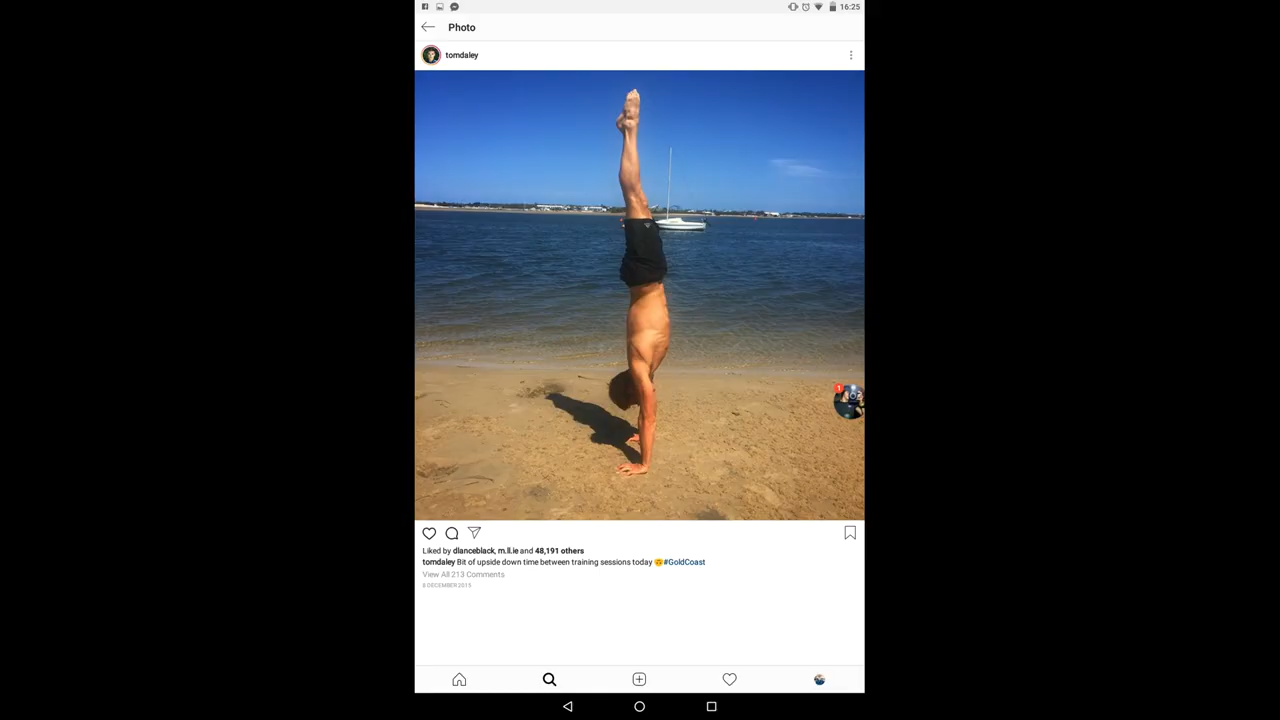 16:25
Photo
tomdaley
1
Liked by dlanceblack, m.ll.ie and 48,191 others
tomdaley Bit of upside down time between training sessions today 🙃#GoldCoast
View All 213 Comments
8 DECEMBER 2015